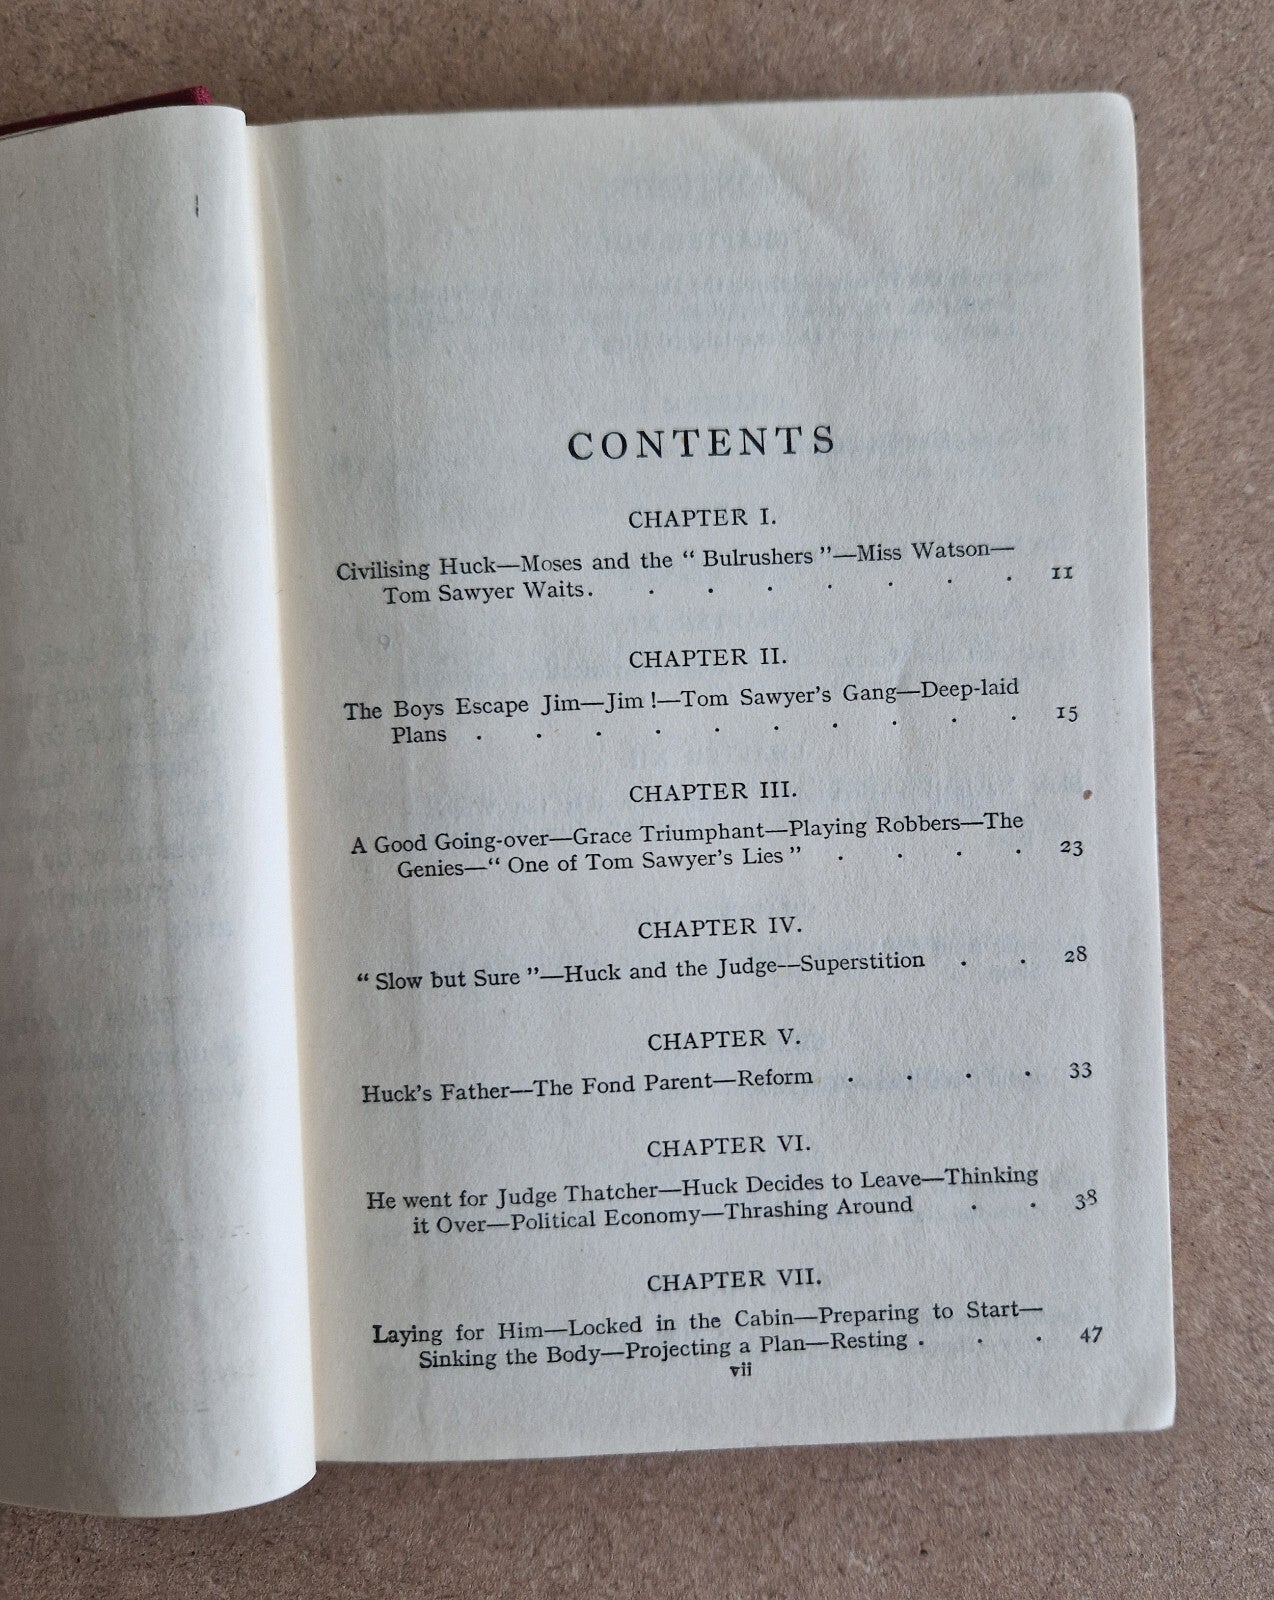 CONTENTS
CHAPTER I.
Civilising Huck—Moses and the “ Bulrushers ”—Miss Watson—
Tom Sawyer Waits . . . . . . . . 11
CHAPTER II.
The Boys Escape Jim—Jim !—Tom Sawyer’s Gang—Deep-laid
Plans . . . . . . . . . . 15
CHAPTER III.
A Good Going-over—Grace Triumphant—Playing Robbers—The
Genies—“ One of Tom Sawyer’s Lies ” . . . . 23
CHAPTER IV.
“ Slow but Sure ”—Huck and the Judge--Superstition . . 28
CHAPTER V.
Huck’s Father—The Fond Parent—Reform . . . . 33
CHAPTER VI.
He went for Judge Thatcher—Huck Decides to Leave—Thinking
it Over—Political Economy—Thrashing Around . . 38
CHAPTER VII.
Laying for Him—Locked in the Cabin—Preparing to Start—
Sinking the Body—Projecting a Plan—Resting . . . 47
vii